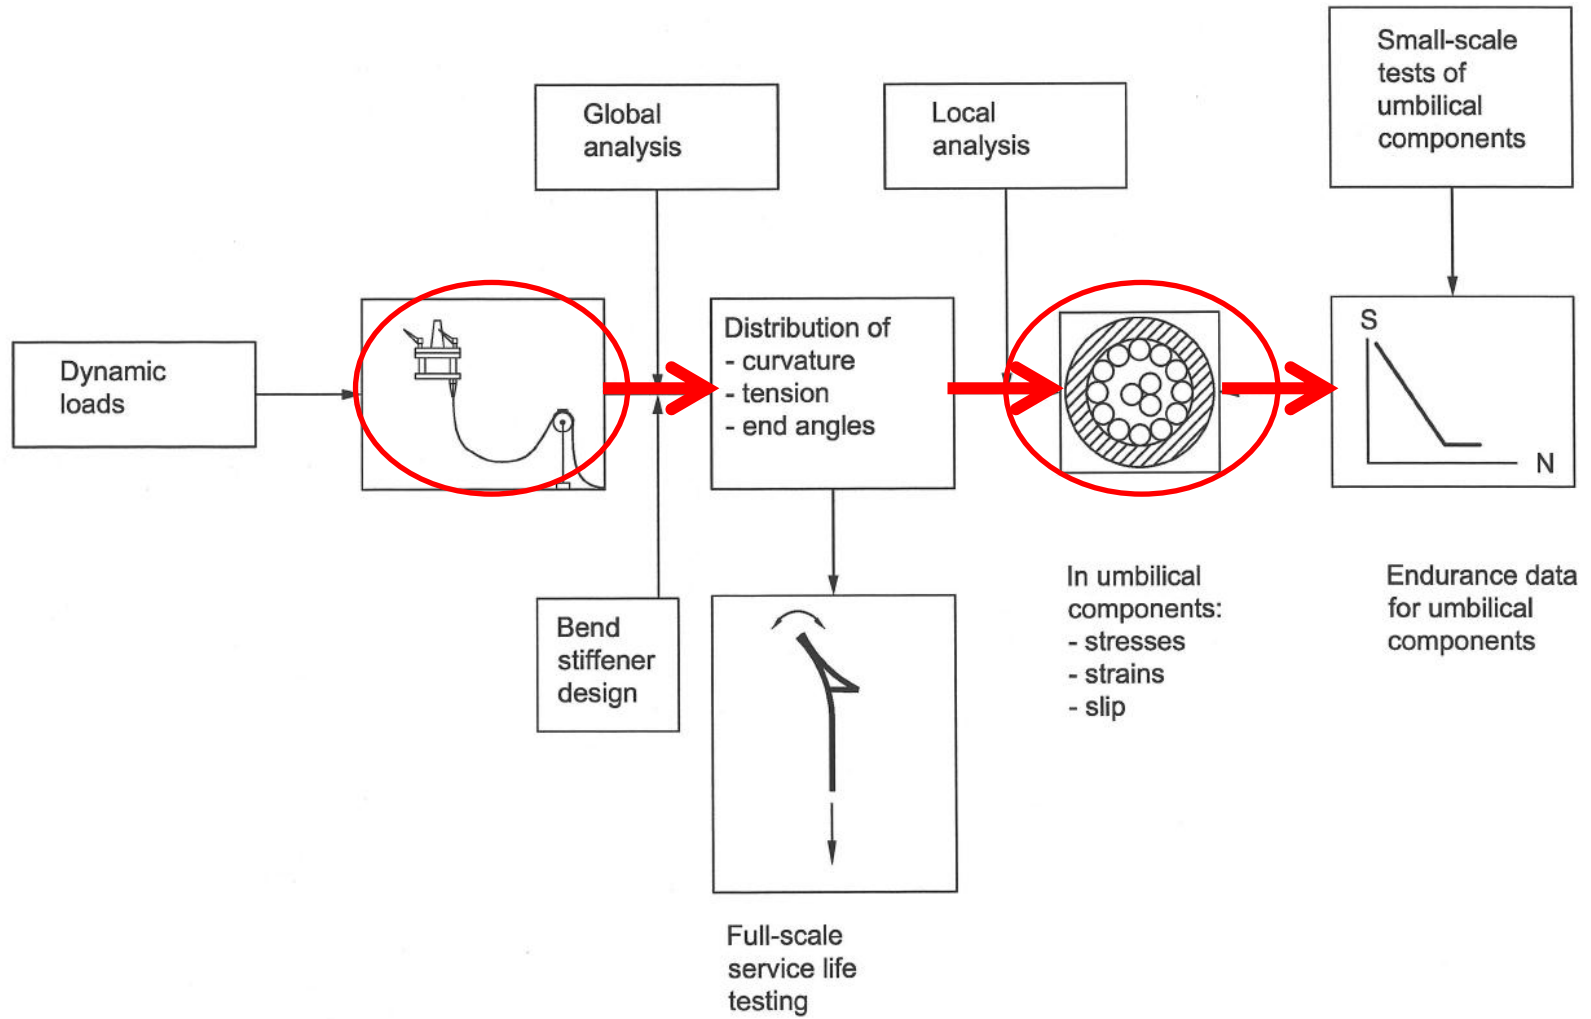 Small-scale
tests of
umbilical
components
Global
analysis
Local
analysis
Dynamic
loads
Distribution of
- curvature
- tension
- end angles
S
N
Bend
stiffener
design
In umbilical
components:
- stresses
- strains
- slip
Endurance data
for umbilical
components
Full-scale
service life
testing